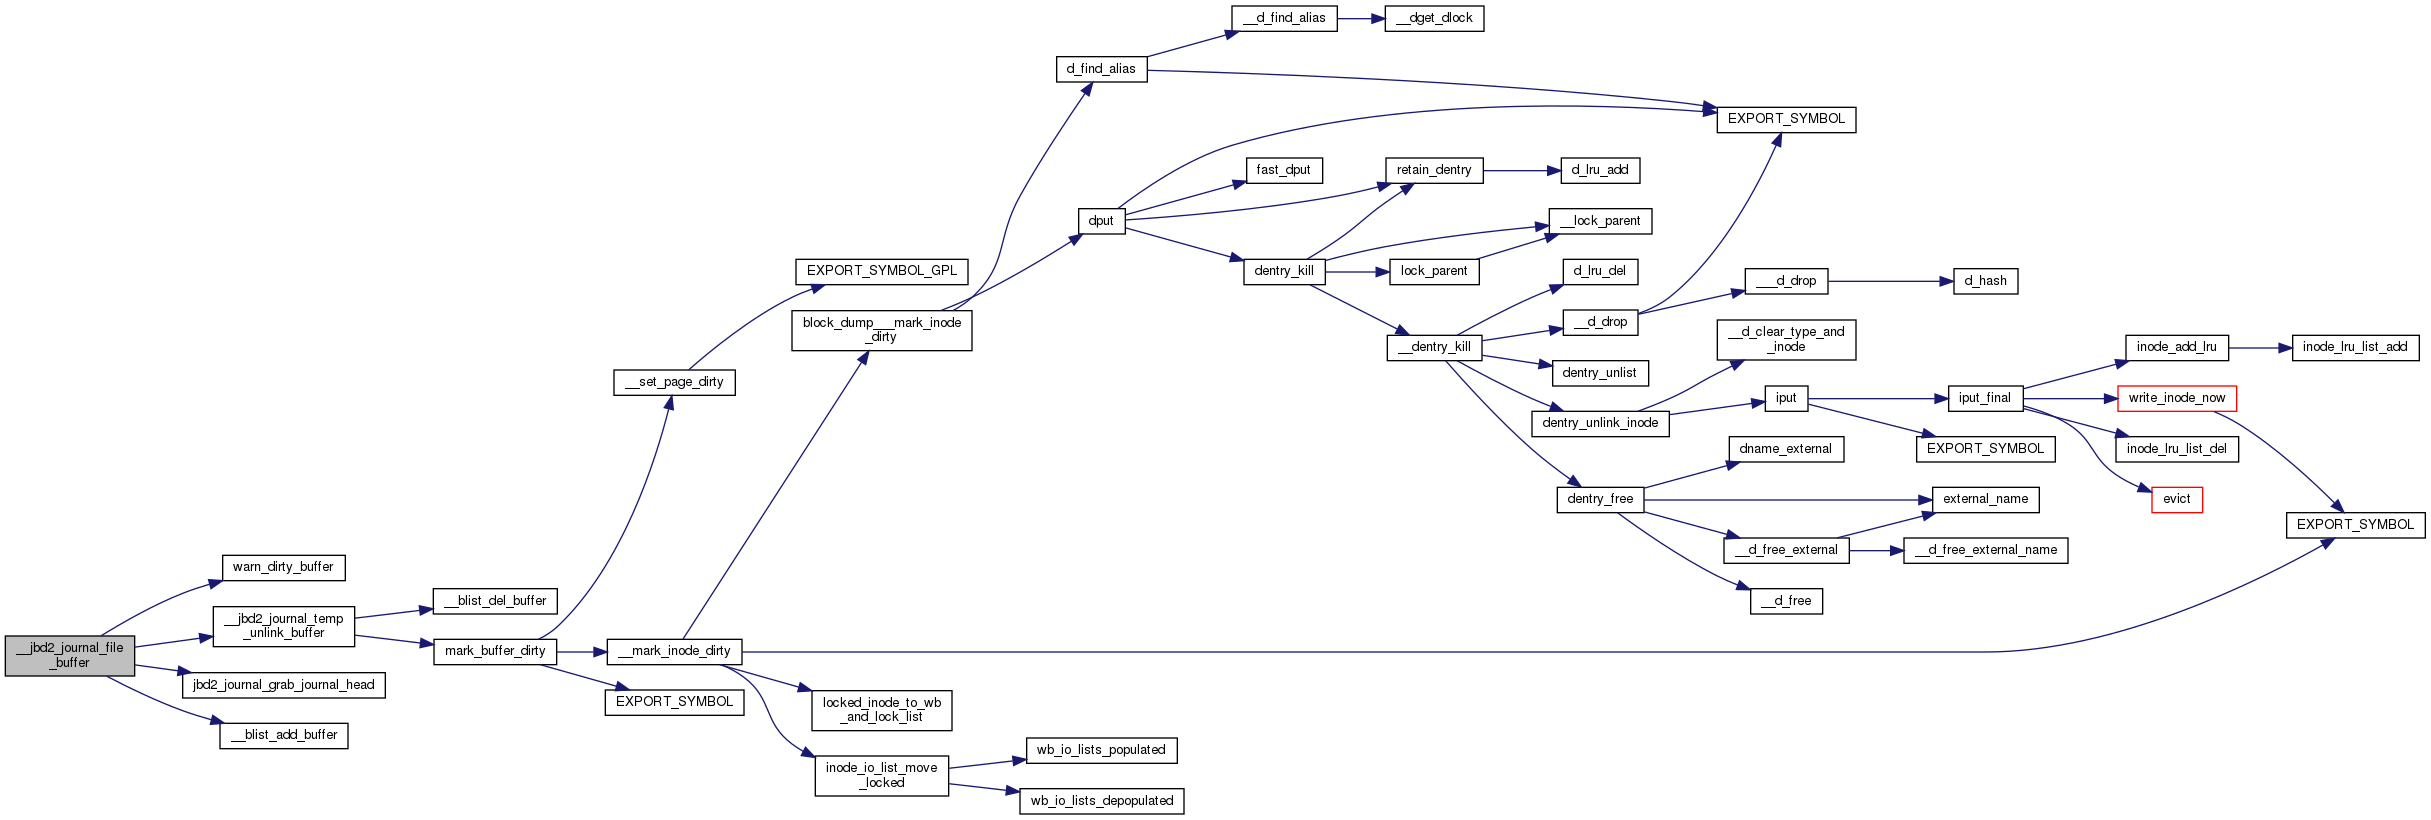 __d_find_alias
__dget_dlock
d_find_alias
EXPORT_SYMBOL
fast_dput
retain_dentry
d_lru_add
dput
__lock_parent
EXPORT_SYMBOL_GPL
dentry_kill
lock_parent
d_lru_del
___d_drop
d_hash
block_dump___mark_inode
_dirty
__d_drop
__d_clear_type_and
_inode
__dentry_kill
inode_add_lru
inode_lru_list_add
__set_page_dirty
dentry_unlist
iput
iput_final
write_inode_now
dentry_unlink_inode
dname_external
EXPORT_SYMBOL
inode_lru_list_del
dentry_free
external_name
evict
EXPORT_SYMBOL
__d_free_external
__d_free_external_name
warn_dirty_buffer
__blist_del_buffer
__d_free
__jbd2_journal_temp
_unlink_buffer
__jbd2_journal_file
_buffer
mark_buffer_dirty
__mark_inode_dirty
jbd2_journal_grab_journal_head
EXPORT_SYMBOL
locked_inode_to_wb
_and_lock_list
__blist_add_buffer
wb_io_lists_populated
inode_io_list_move
_locked
wb_io_lists_depopulated